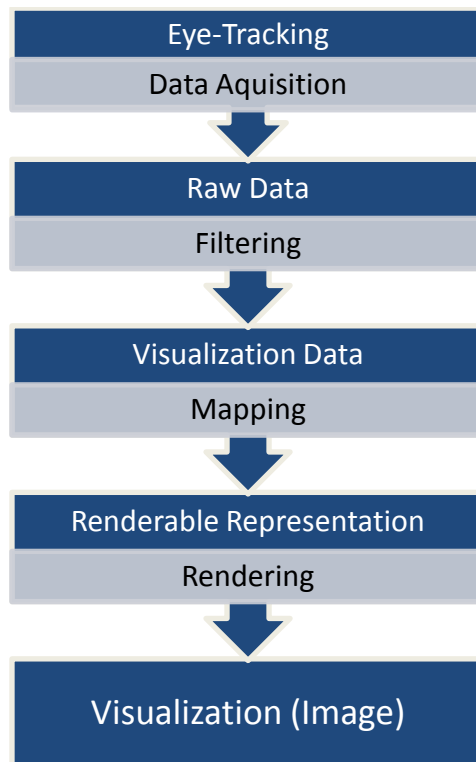 Eye-Tracking
Data Aquisition
Raw Data
Filtering
Visualization Data
Mapping
Renderable Representation
Rendering
Visualization (Image)